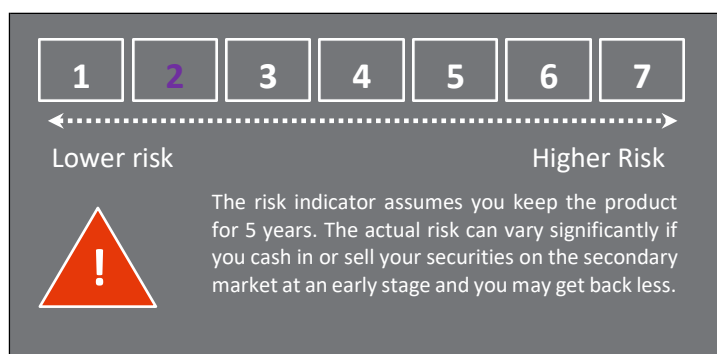 1 2 3 4 5 6 7
Lower risk Higher Risk
The risk indicator assumes you keep the product
for 5 years. The actual risk can vary significantly if
you cash in or sell your securities on the secondary
market at an early stage and you may get back less.
!